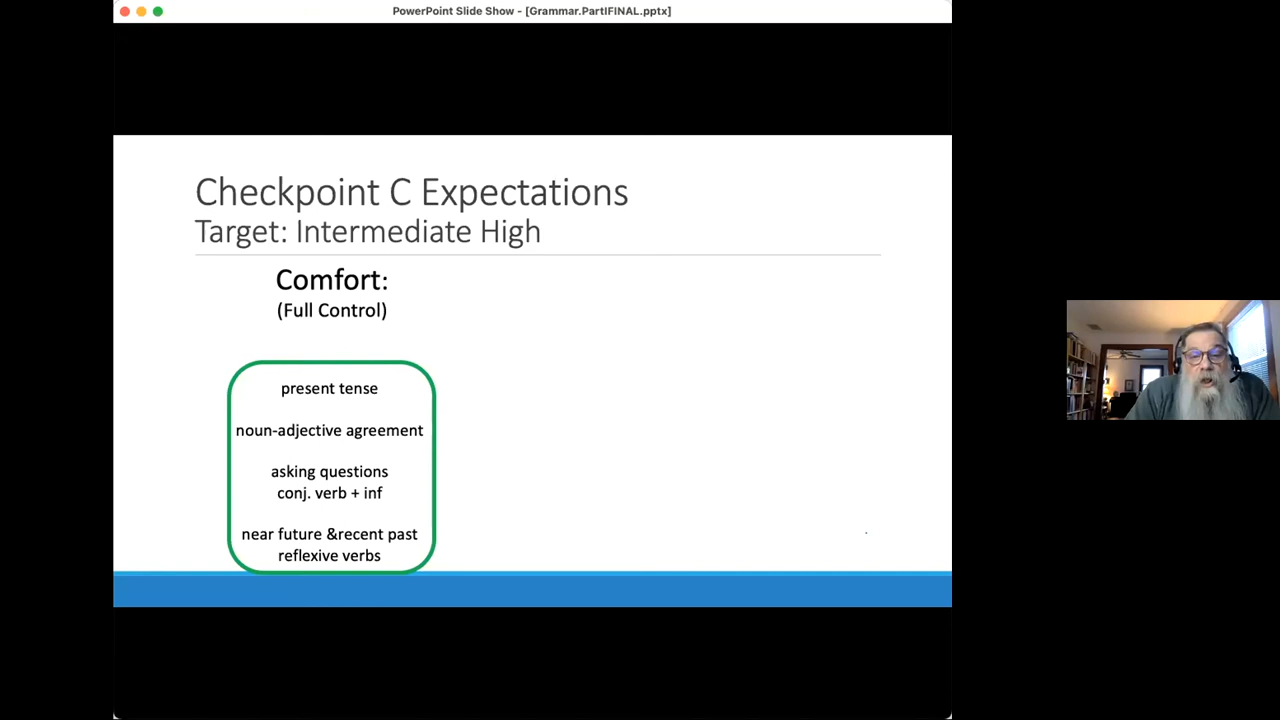 PowerPoint Slide Show - [Grammar.PartIFINAL.pptx]
Checkpoint C Expectations
Target: Intermediate High
Comfort:
(Full Control)
present tense
noun-adjective agreement
asking questions
conj. verb + inf
near future &recent past
reflexive verbs